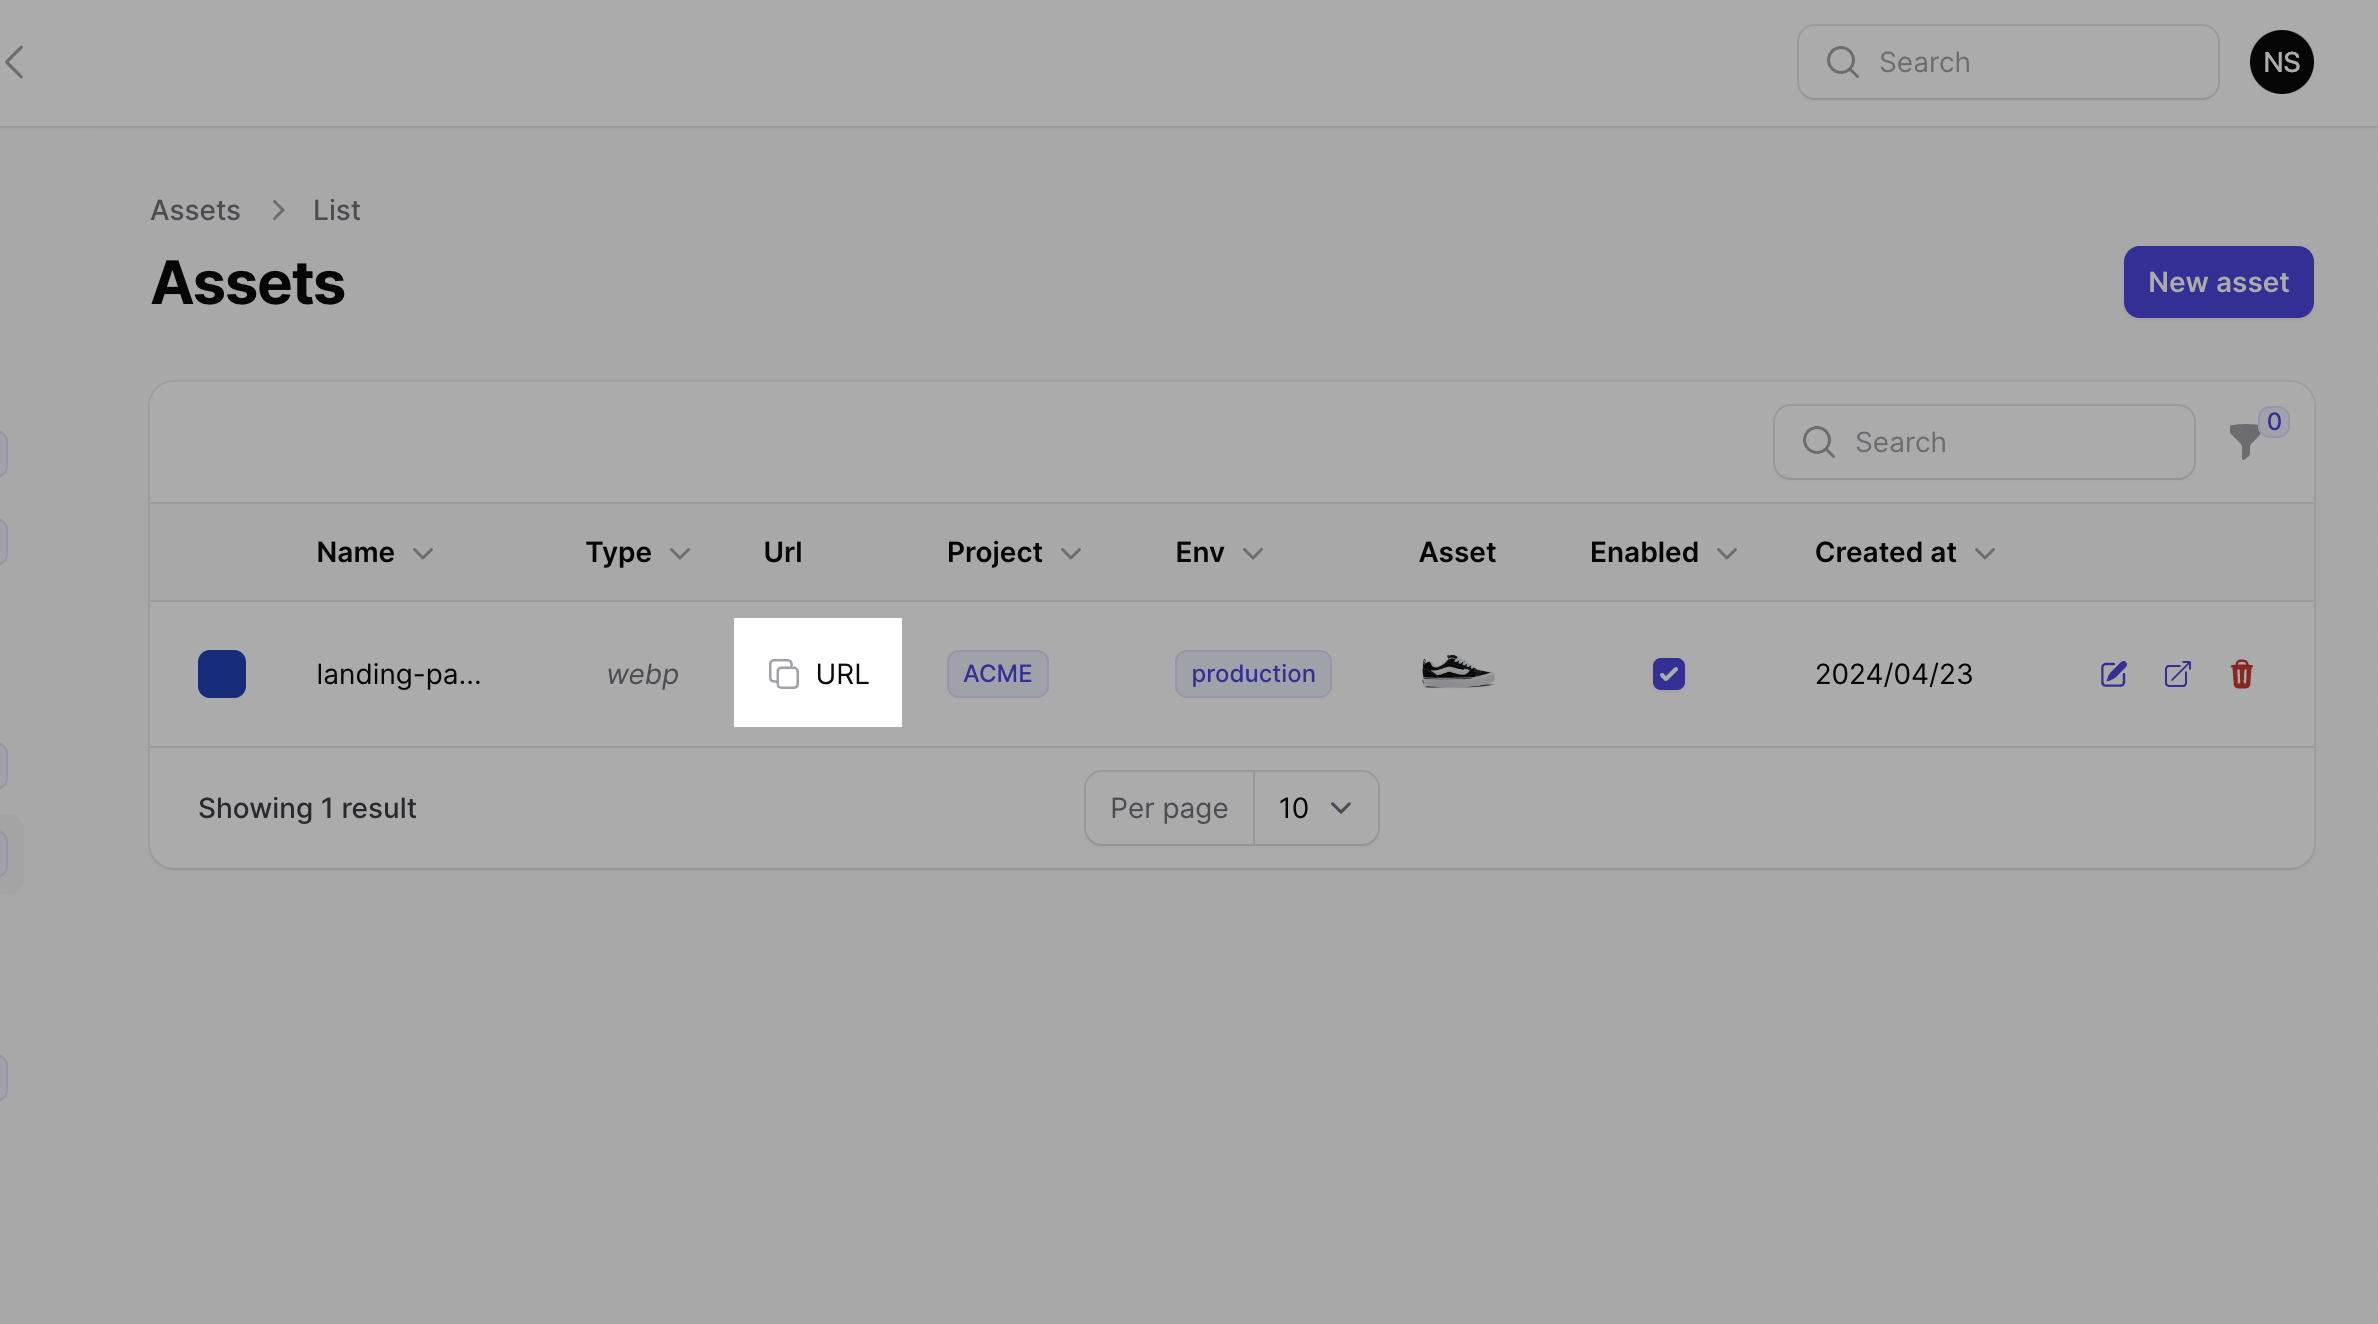 Search
NS
Assets List
Assets
New asset
Search
0
Name Type Url Project Env Asset Enabled Created at
landing-pa... webp URL ACME production 2024/04/23
Showing 1 result Per page 10